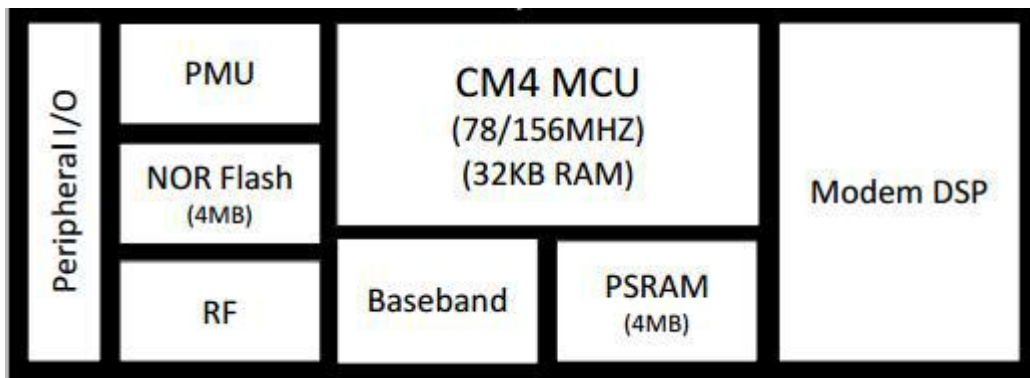 Peripheral I/O
PMU
NOR Flash
(4MB)
RF
CM4 MCU
(78/156MHZ)
(32KB RAM)
Baseband
PSRAM
(4MB)
Modem DSP